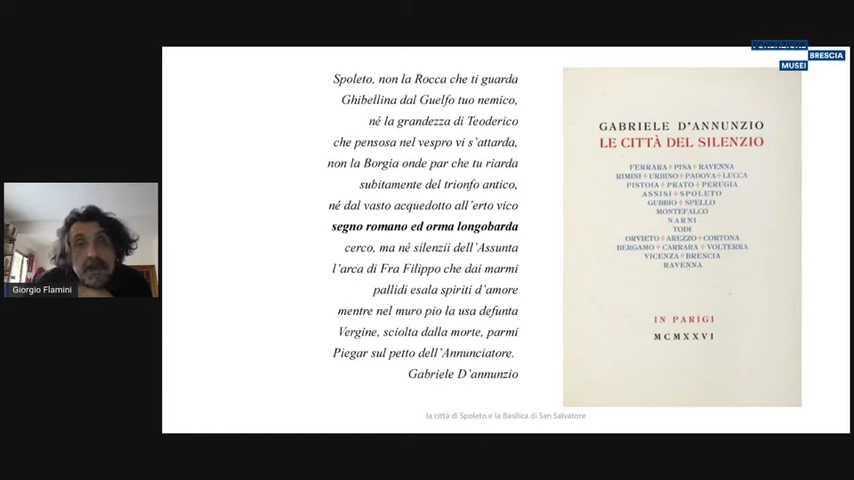 FONDAZIONE
BRESCIA
MUSEI
Spoleto, non la Rocca che ti guarda
Ghibellina dal Guelfo tuo nemico,
né la grandezza di Teoderico
che pensosa nel vespro vi s'attarda,
non la Borgia onde par che tu riarda
subitamente del trionfo antico,
né dal vasto acquedotto all'erto vico
segno romano ed orma longobarda
cerco, ma né silenzii dell'Assunta
l'arca di Fra Filippo che dai marmi
pallidi esala spiriti d'amore
mentre nel muro pio la usa defunta
Vergine, sciolta dalla morte, parmi
Piegar sul petto dell'Annunciatore.
Gabriele D'annunzio
GABRIELE D'ANNUNZIO
LE CITTÀ DEL SILENZIO
FERRARA + PISA + RAVENNA
RIMINI + URBINO + PADOVA + LUCCA
PISTOIA + PRATO + PERUGIA
ASSISI + SPOLETO
GUBBIO + SPELLO
MONTEFALCO
NARNI
TODI
ORVIETO + AREZZO + CORTONA
BERGAMO + CARRARA + VOLTERRA
VICENZA + BRESCIA
RAVENNA
IN PARIGI
MCMXXVI
la città di Spoleto e la Basilica di San Salvatore
Giorgio Flamini